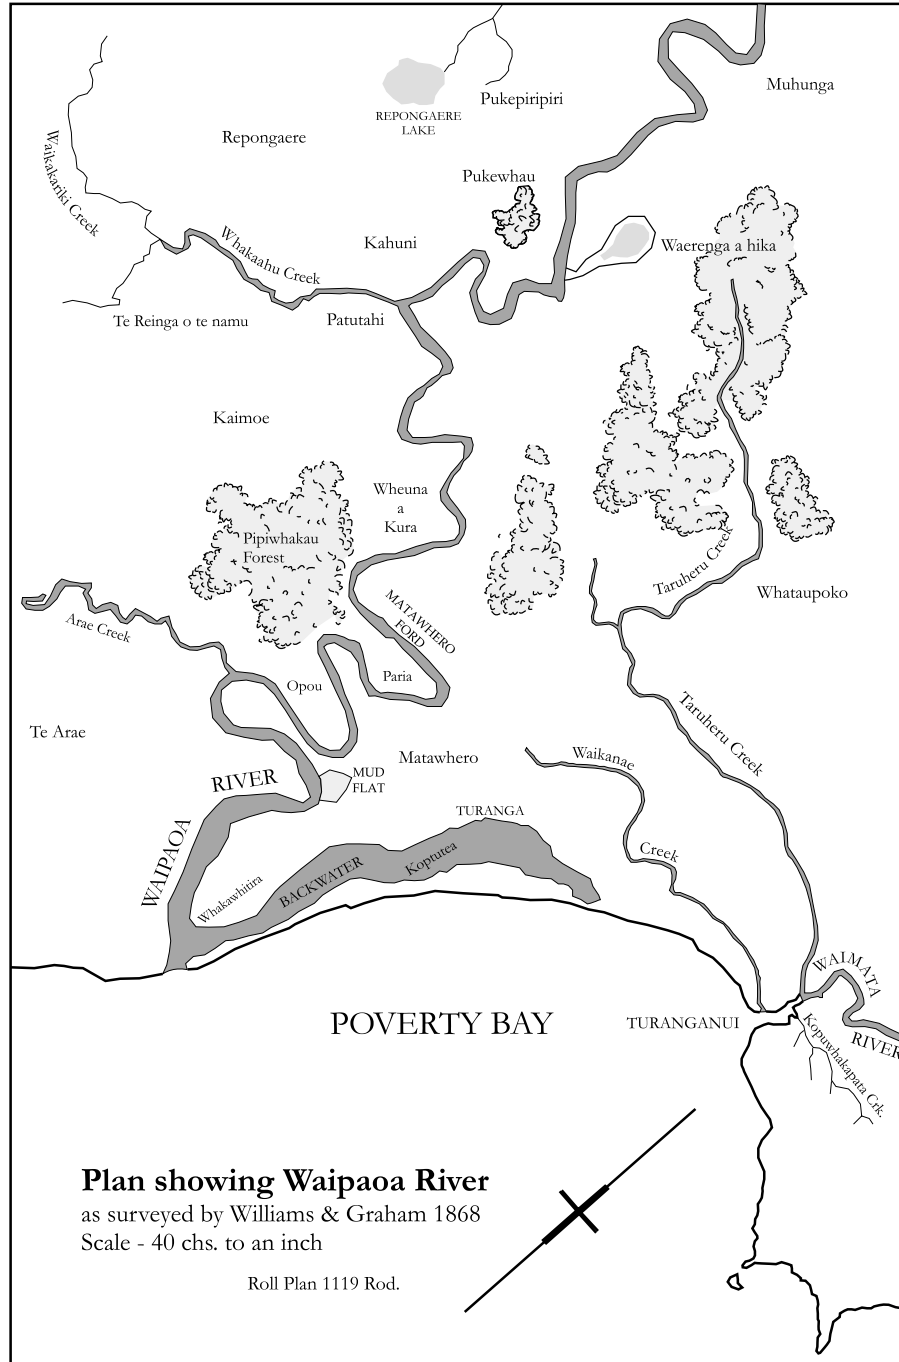 Muhunga
Pukepiripiri
REPONGAERE
LAKE
Repongaere
Waikakariki Creek
Pukewhau
Whakaahu Creek
Kahuni
Waerenga a hika
Te Reinga o te namu
Patutahi
Kaimoe
Wheuna
a
Kura
Pipiwhakau
Forest
Taruheru Creek
Whataupoko
MATAWHERO
FORD
Arae Creek
Opou
Paria
Te Arae
Taruheru Creek
Matawhero
Waikanae
Creek
MUD
FLAT
WAIPAOA
RIVER
TURANGA
Koptutea
BACKWATER
Whakawhitira
WAIMATA
RIVER
POVERTY BAY
TURANGANUI
Kopuwhakapata Crk.
Plan showing Waipaoa River
as surveyed by Williams & Graham 1868
Scale - 40 chs. to an inch
Roll Plan 1119 Rod.